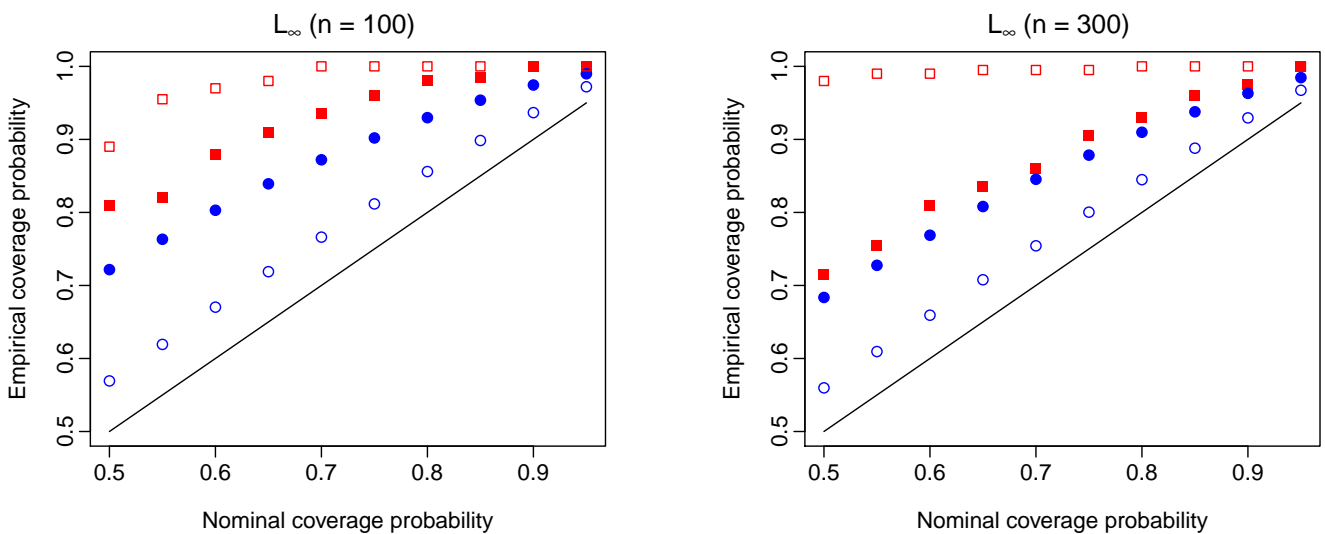 L∞ (n = 100)
Empirical coverage probability
1.0
0.9
0.8
0.7
0.6
0.5
0.5 0.6 0.7 0.8 0.9
Nominal coverage probability
L∞ (n = 300)
Empirical coverage probability
1.0
0.9
0.8
0.7
0.6
0.5
0.5 0.6 0.7 0.8 0.9
Nominal coverage probability